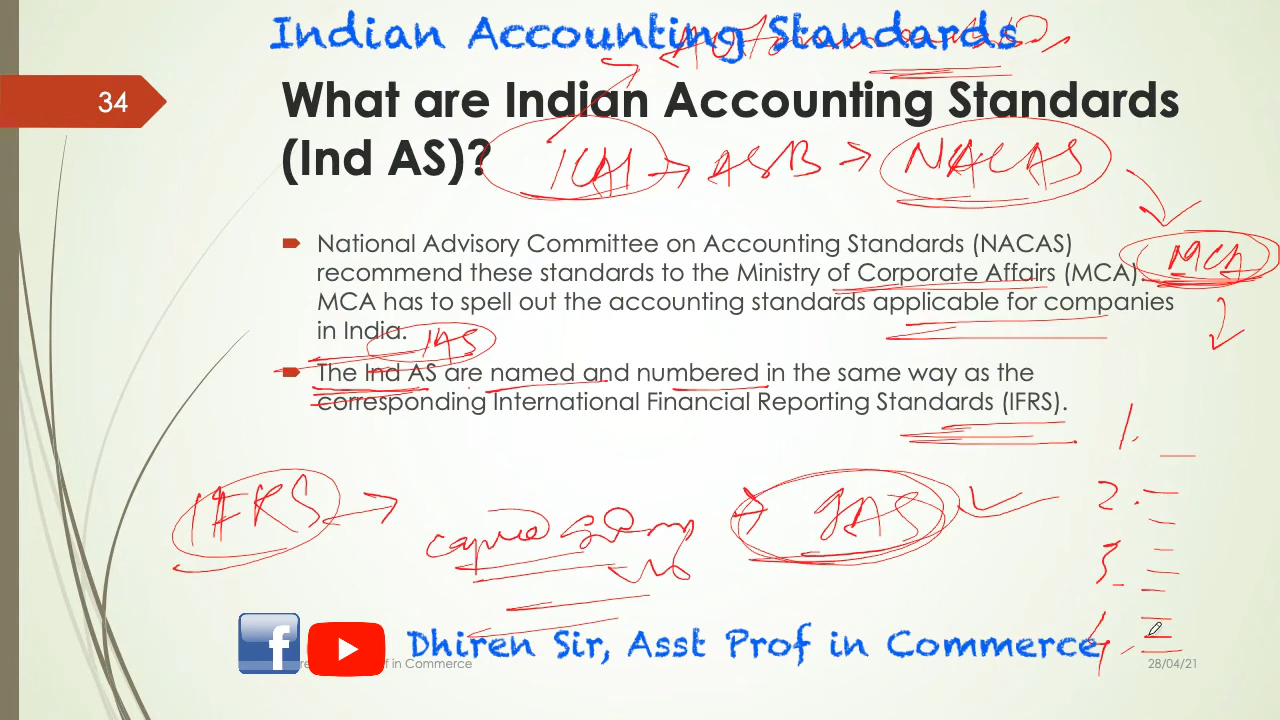 Indian Accounting Standards
34
What are Indian Accounting Standards
(Ind AS)?
ICAI → ASB → NACAS
National Advisory Committee on Accounting Standards (NACAS)
recommend these standards to the Ministry of Corporate Affairs (MCA).
MCA
MCA has to spell out the accounting standards applicable for companies
in India.
IAS
The Ind AS are named and numbered in the same way as the
corresponding International Financial Reporting Standards (IFRS).
1.
IFRS → → IAS
2.
3.
4.
Dhiren Sir, Asst Prof in Commerce
f in Commerce
28/04/21